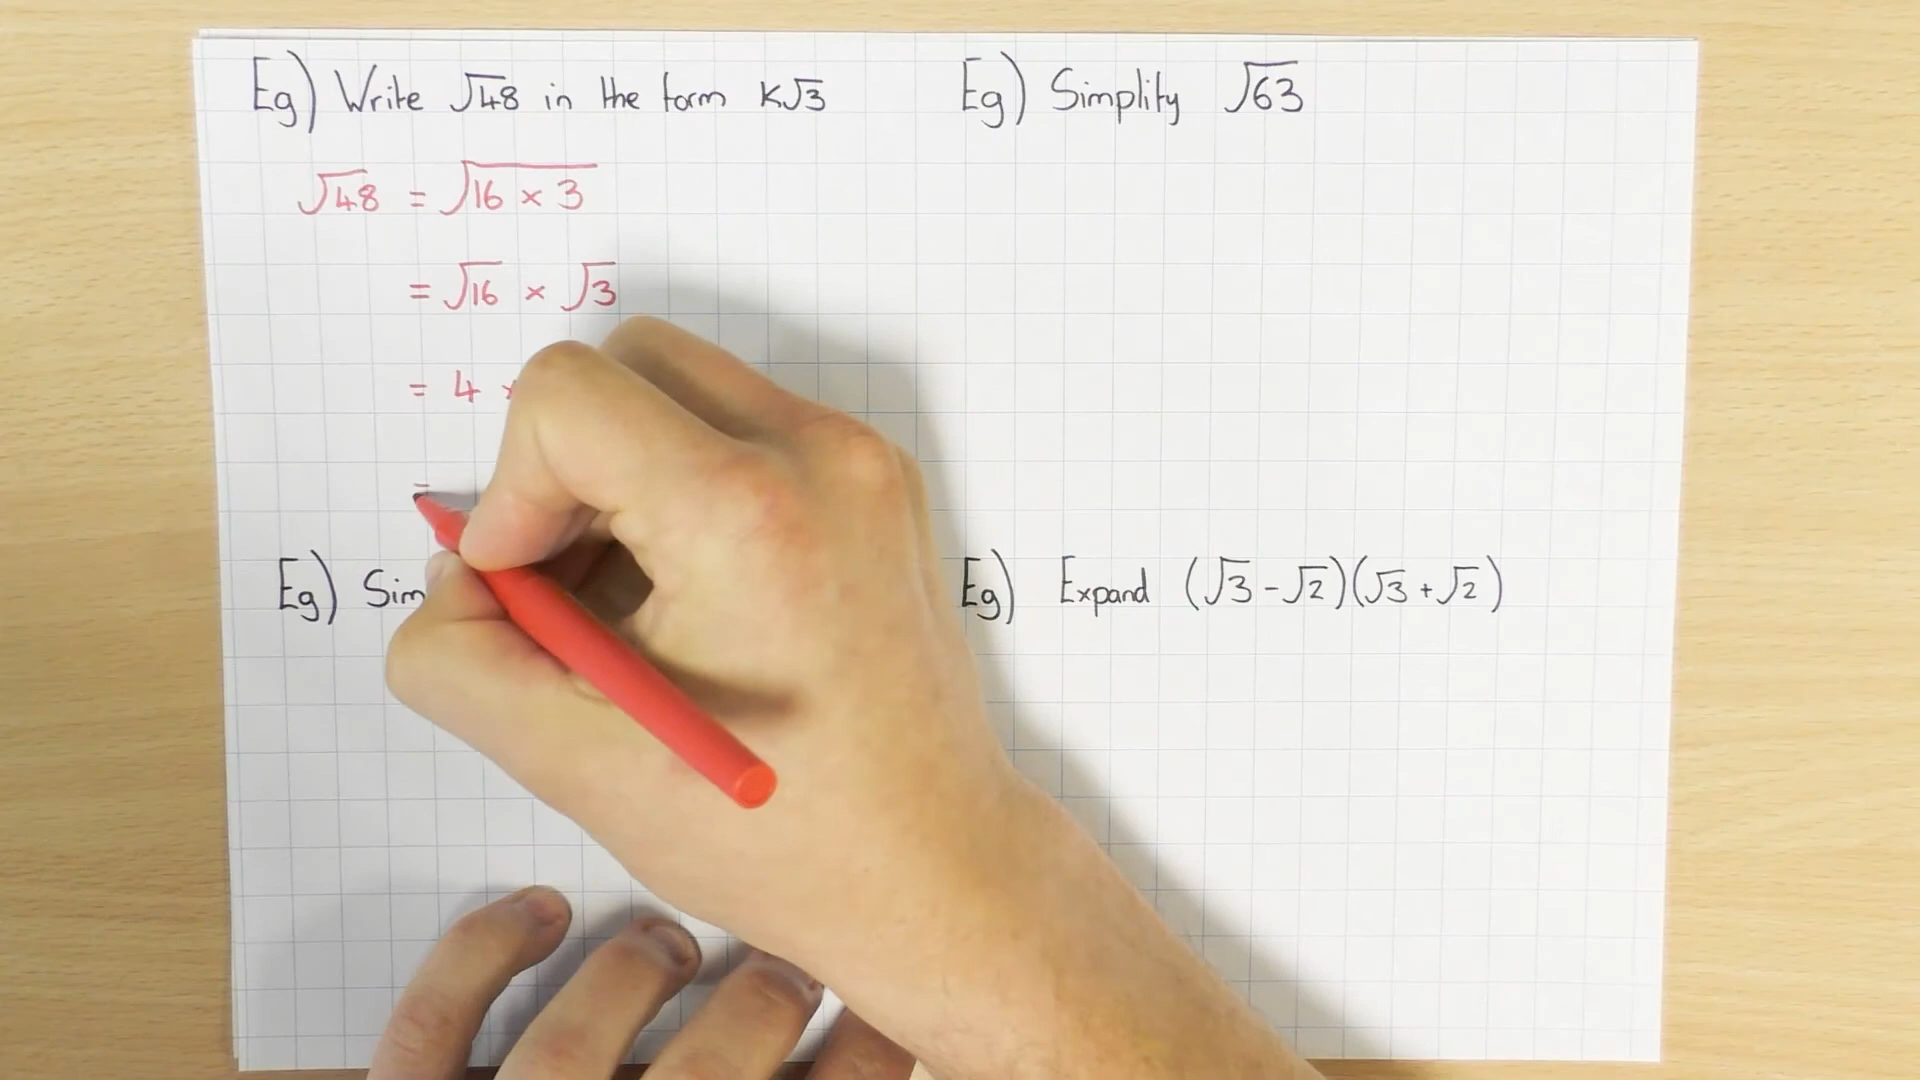 Eg) Write √48 in the form K√3
√48 = √16 × 3
= √16 × √3
= 4 ×
=
Eg) Simplify √63
Eg)
Eg) Expand (√3 - √2)(√3 + √2)